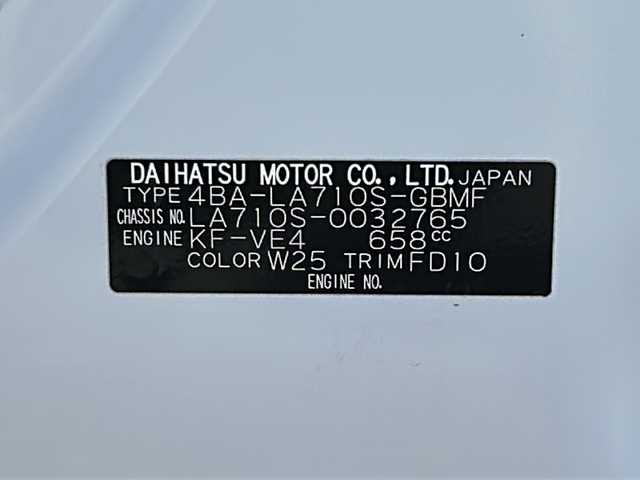 DAIHATSU MOTOR CO., LTD. JAPAN
TYPE 4BA-LA710S-GBMF
CHASSIS NO. LA710S-0032765
ENGINE KF-VE4 658cc
COLOR W25 TRIM FD10
ENGINE NO.